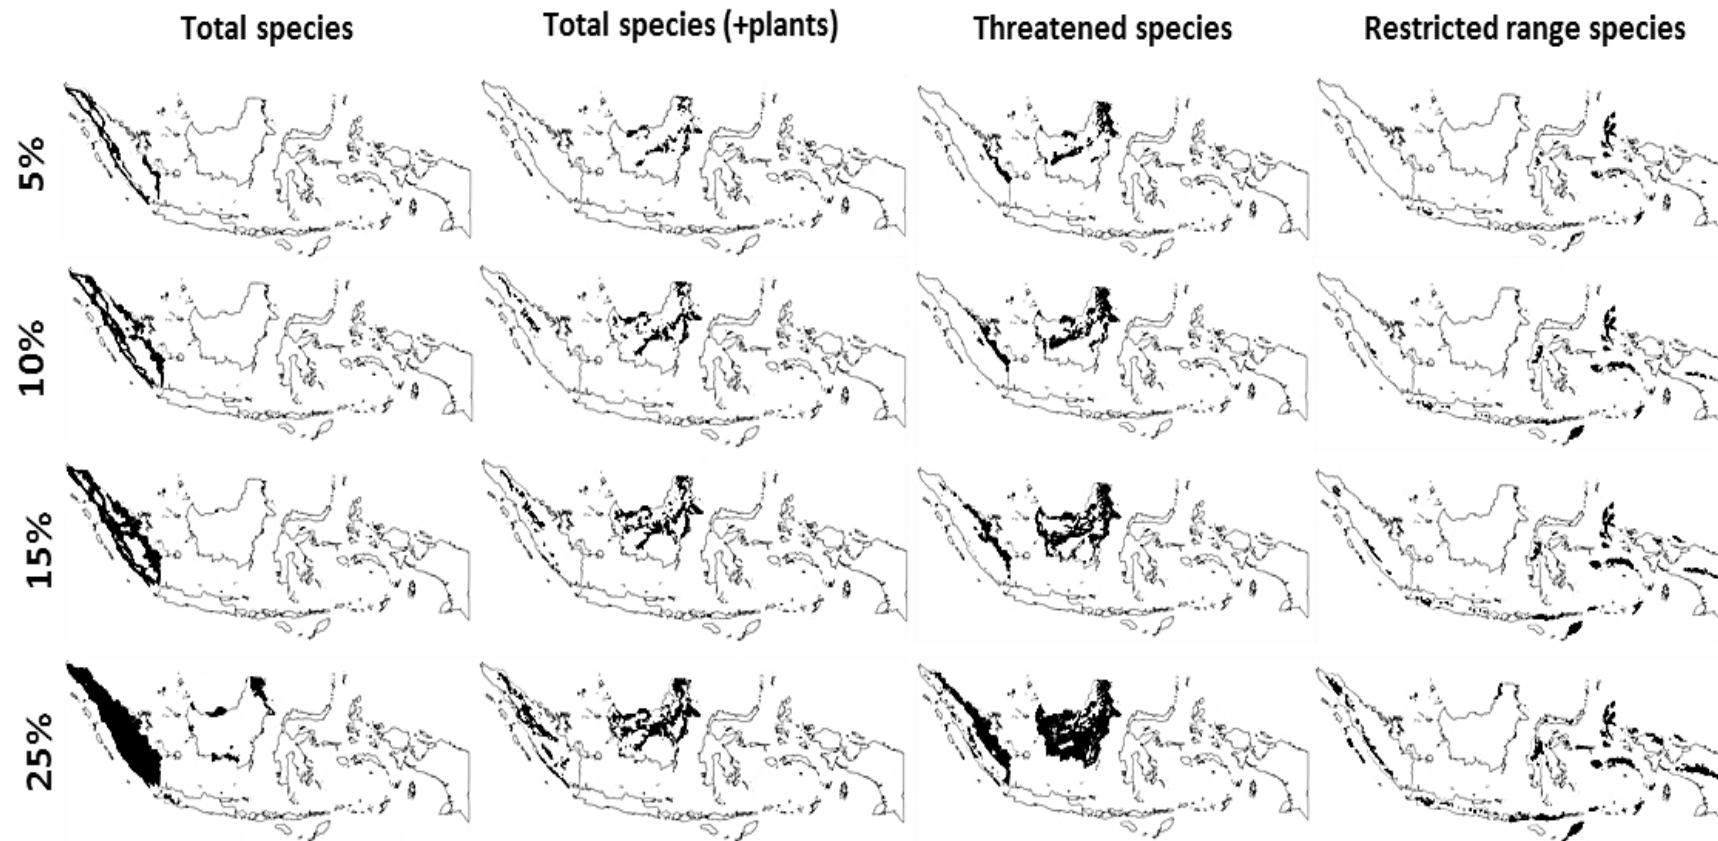 Total species
Total species (+plants)
Threatened species
Restricted range species
5%
10%
15%
25%